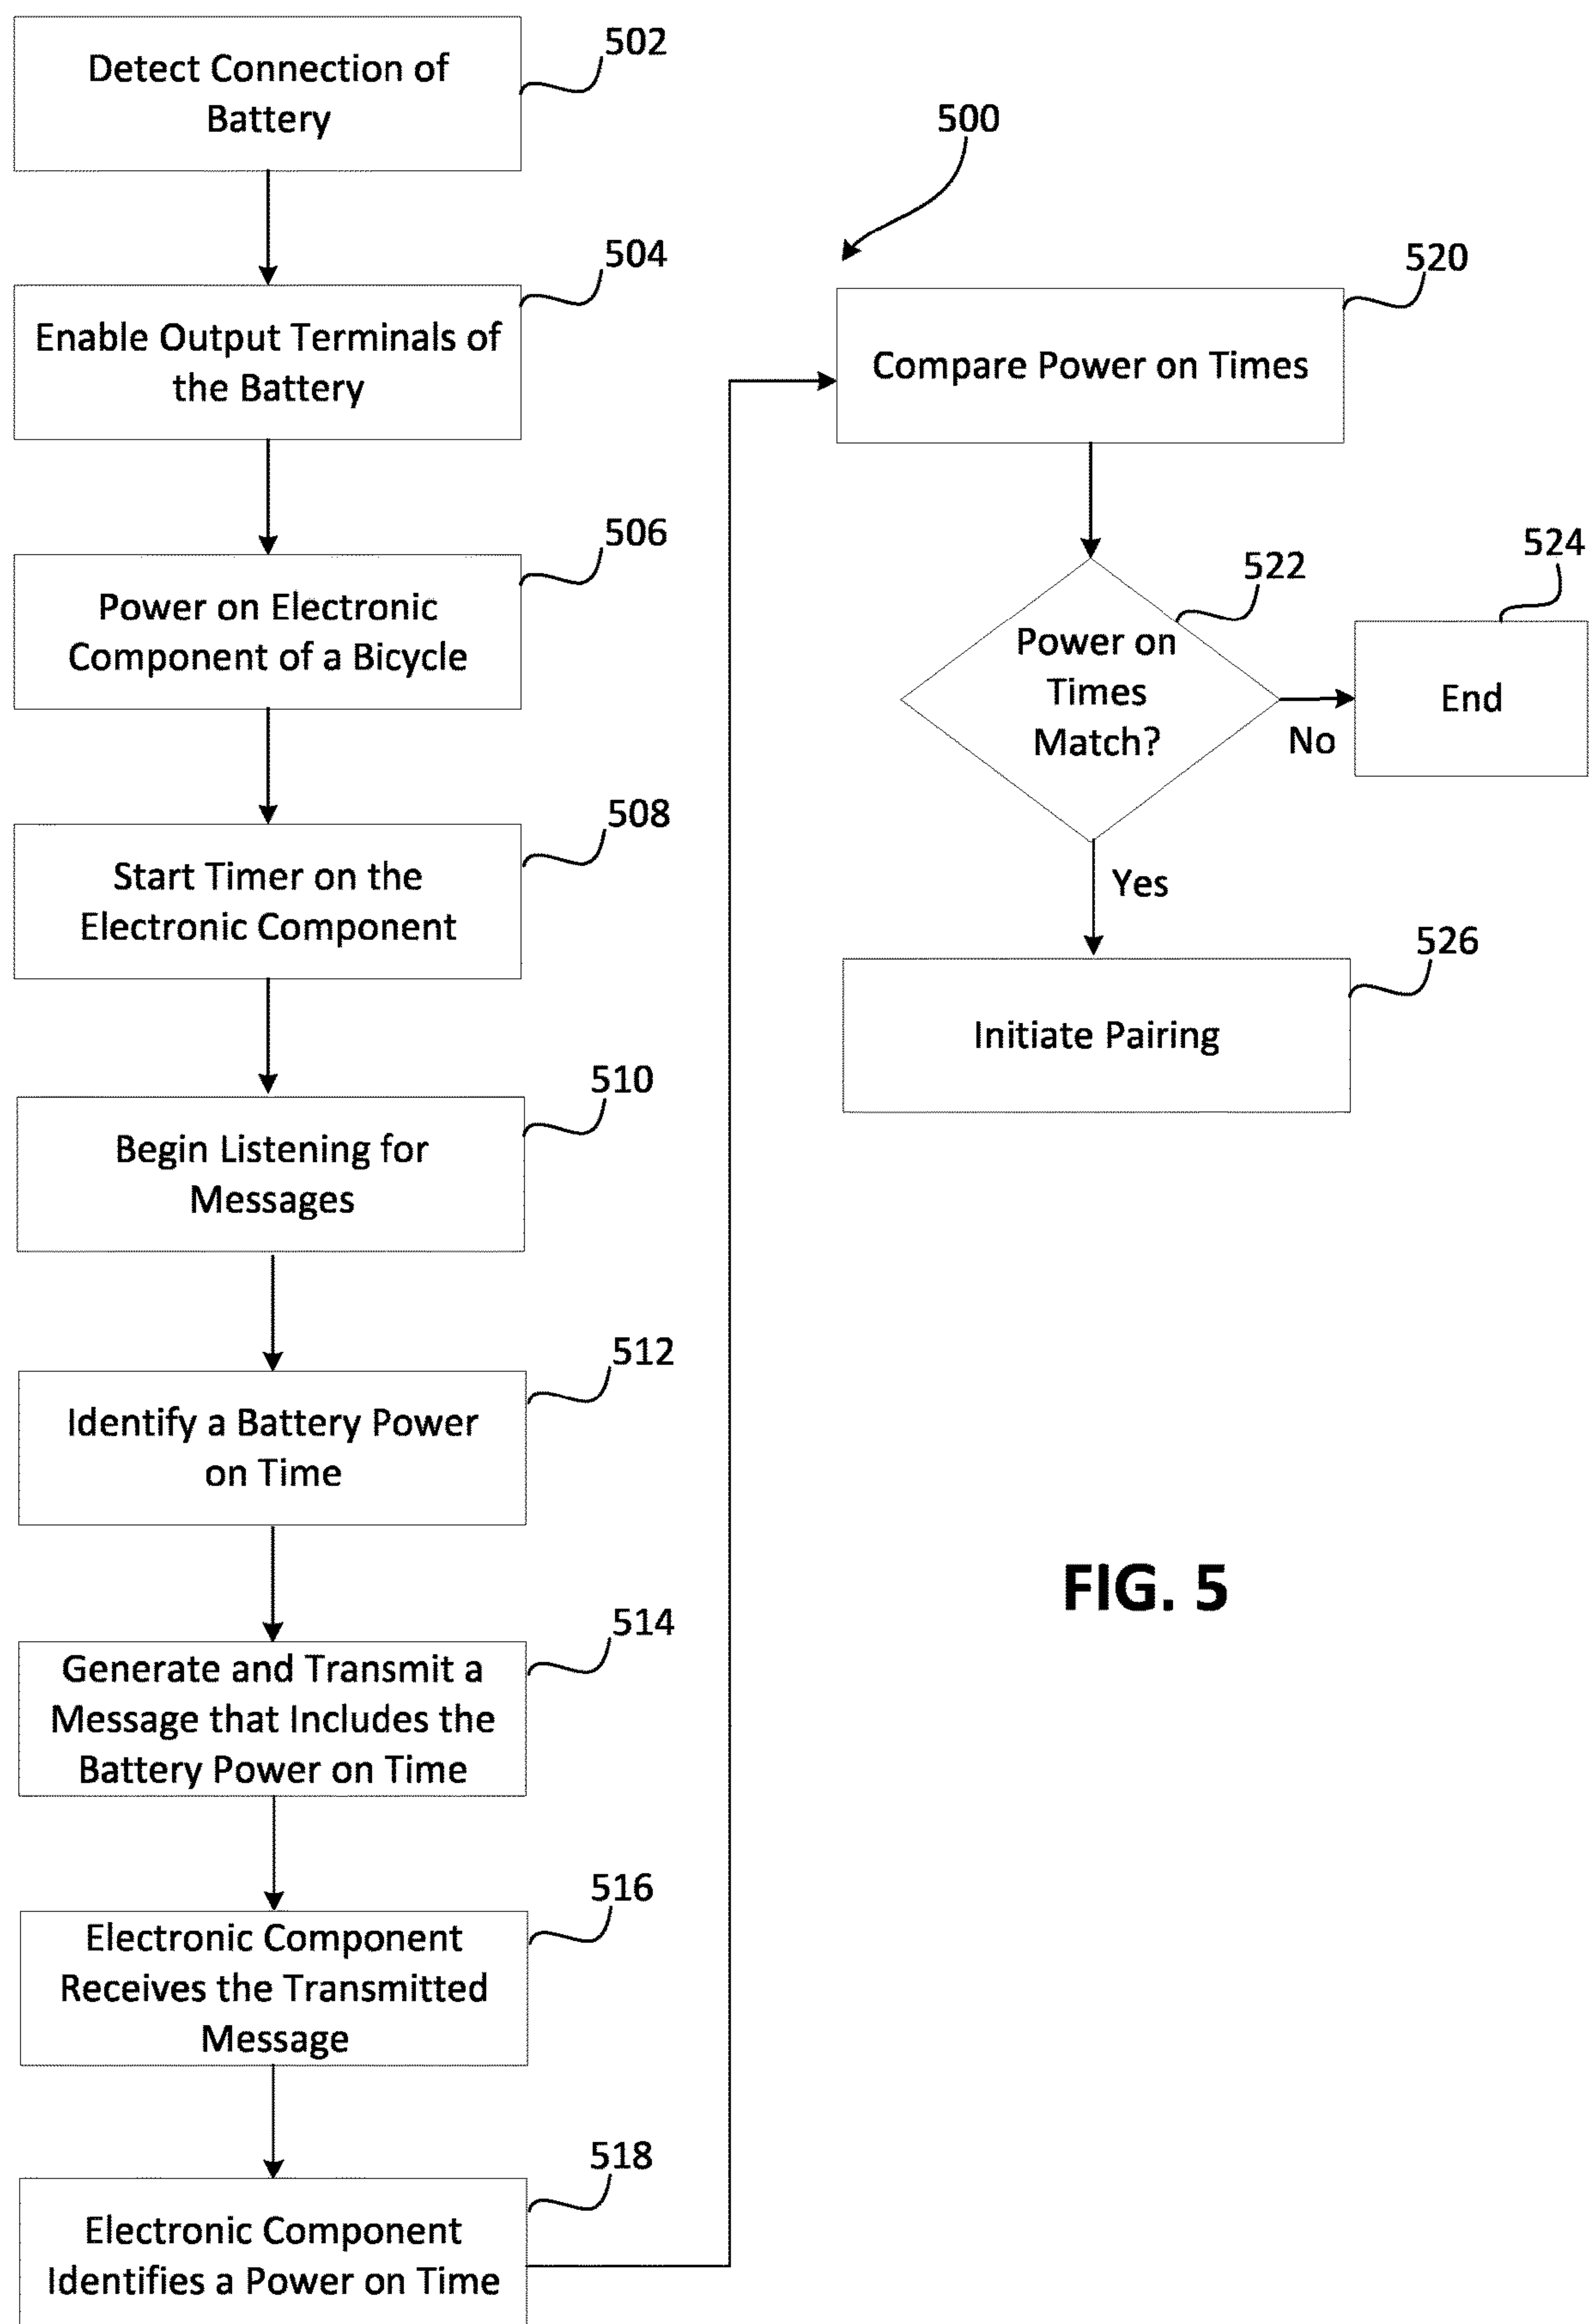 502
Detect Connection of
Battery
504
Enable Output Terminals of
the Battery
506
Power on Electronic
Component of a Bicycle
508
Start Timer on the
Electronic Component
510
Begin Listening for
Messages
512
Identify a Battery Power
on Time
514
Generate and Transmit a
Message that Includes the
Battery Power on Time
516
Electronic Component
Receives the Transmitted
Message
518
Electronic Component
Identifies a Power on Time
500
520
Compare Power on Times
522
Power on
Times
Match?
524
End
No
Yes
526
Initiate Pairing
FIG. 5